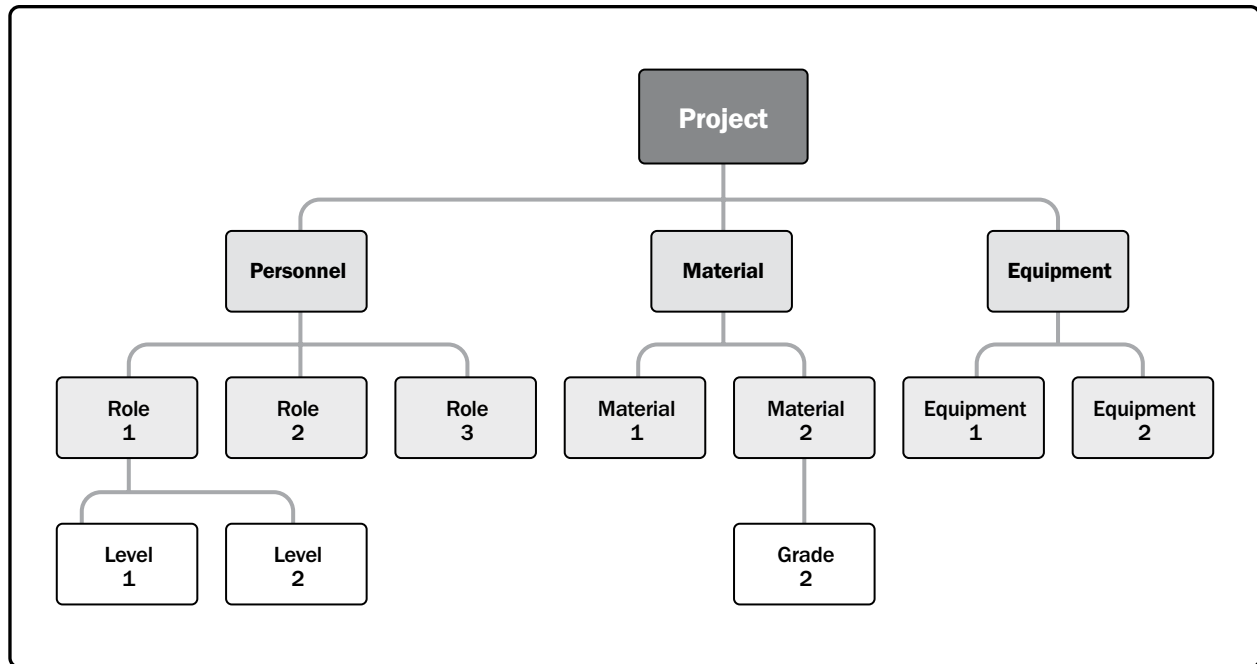 Project
Personnel
Material
Equipment
Role
1
Role
2
Role
3
Material
1
Material
2
Equipment
1
Equipment
2
Level
1
Level
2
Grade
2